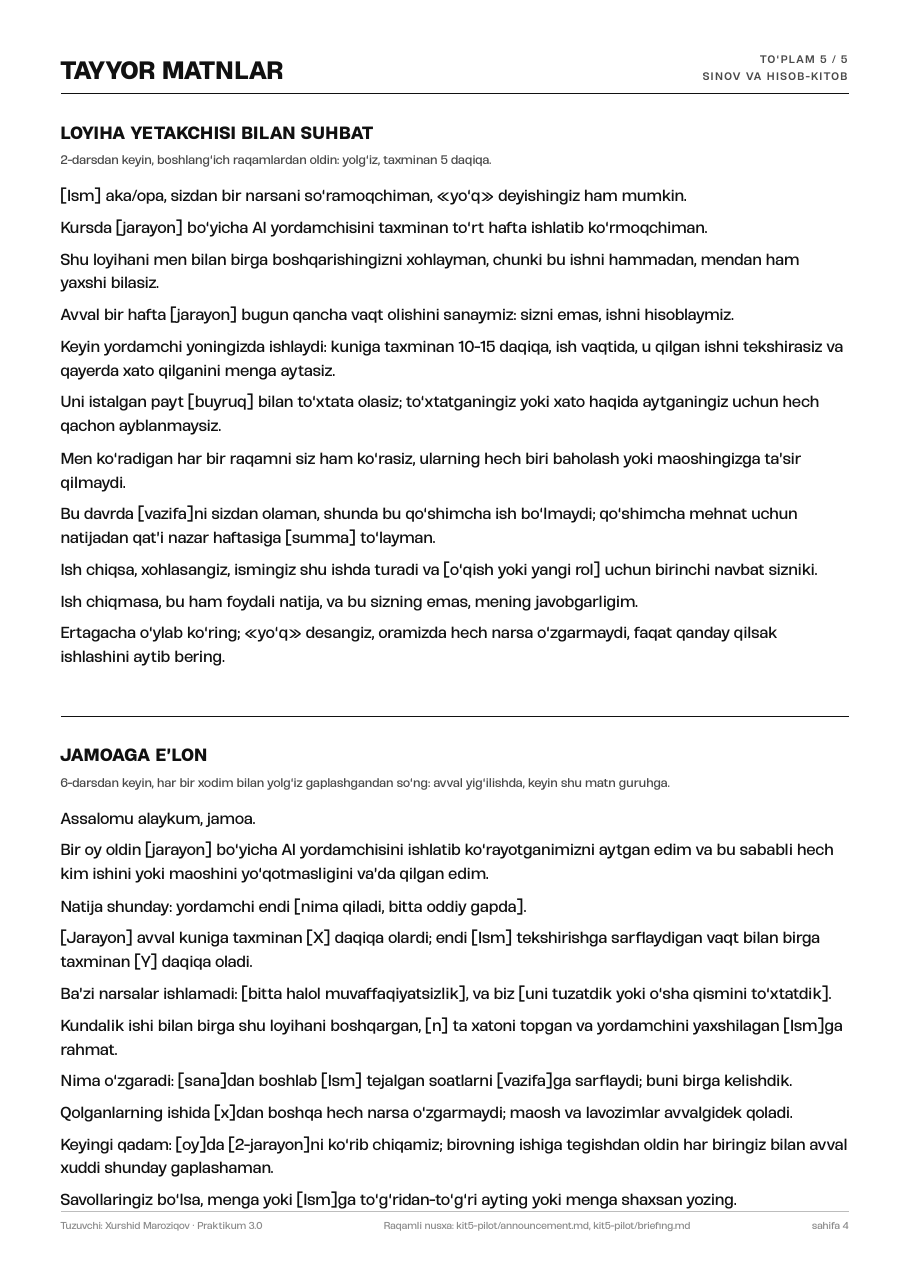 TAYYOR MATNLAR
TO‘PLAM 5 / 5
SINOV VA HISOB-KITOB
LOYIHA YETAKCHISI BILAN SUHBAT
2-darsdan keyin, boshlang‘ich raqamlardan oldin: yolg‘iz, taxminan 5 daqiqa.
[Ism] aka/opa, sizdan bir narsani so‘ramoqchiman, «yo‘q» deyishingiz ham mumkin.
Kursda [jarayon] bo‘yicha AI yordamchisini taxminan to‘rt hafta ishlatib ko‘rmoqchiman.
Shu loyihani men bilan birga boshqarishingizni xohlayman, chunki bu ishni hammadan, mendan ham
yaxshi bilasiz.
Avval bir hafta [jarayon] bugun qancha vaqt olishini sanaymiz: sizni emas, ishni hisoblaymiz.
Keyin yordamchi yoningizda ishlaydi: kuniga taxminan 10-15 daqiqa, ish vaqtida, u qilgan ishni tekshirasiz va
qayerda xato qilganini menga aytasiz.
Uni istalgan payt [buyruq] bilan to‘xtata olasiz; to‘xtatganingiz yoki xato haqida aytganingiz uchun hech
qachon ayblanmaysiz.
Men ko‘radigan har bir raqamni siz ham ko‘rasiz, ularning hech biri baholash yoki maoshingizga ta’sir
qilmaydi.
Bu davrda [vazifa]ni sizdan olaman, shunda bu qo‘shimcha ish bo‘lmaydi; qo‘shimcha mehnat uchun
natijadan qat’i nazar haftasiga [summa] to‘layman.
Ish chiqsa, xohlasangiz, ismingiz shu ishda turadi va [o‘qish yoki yangi rol] uchun birinchi navbat sizniki.
Ish chiqmasa, bu ham foydali natija, va bu sizning emas, mening javobgarligim.
Ertagacha o‘ylab ko‘ring; «yo‘q» desangiz, oramizda hech narsa o‘zgarmaydi, faqat qanday qilsak
ishlashini aytib bering.
JAMOAGA E’LON
6-darsdan keyin, har bir xodim bilan yolg‘iz gaplashgandan so‘ng: avval yig‘ilishda, keyin shu matn guruhga.
Assalomu alaykum, jamoa.
Bir oy oldin [jarayon] bo‘yicha AI yordamchisini ishlatib ko‘rayotganimizni aytgan edim va bu sababli hech
kim ishini yoki maoshini yo‘qotmasligini va’da qilgan edim.
Natija shunday: yordamchi endi [nima qiladi, bitta oddiy gapda].
[Jarayon] avval kuniga taxminan [X] daqiqa olardi; endi [Ism] tekshirishga sarflaydigan vaqt bilan birga
taxminan [Y] daqiqa oladi.
Ba’zi narsalar ishlamadi: [bitta halol muvaffaqiyatsizlik], va biz [uni tuzatdik yoki o‘sha qismini to‘xtatdik].
Kundalik ishi bilan birga shu loyihani boshqargan, [n] ta xatoni topgan va yordamchini yaxshilagan [Ism]ga
rahmat.
Nima o‘zgaradi: [sana]dan boshlab [Ism] tejalgan soatlarni [vazifa]ga sarflaydi; buni birga kelishdik.
Qolganlarning ishida [x]dan boshqa hech narsa o‘zgarmaydi; maosh va lavozimlar avvalgidek qoladi.
Keyingi qadam: [oy]da [2-jarayon]ni ko‘rib chiqamiz; birovning ishiga tegishdan oldin har biringiz bilan avval
xuddi shunday gaplashaman.
Savollaringiz bo‘lsa, menga yoki [Ism]ga to‘g‘ridan-to‘g‘ri ayting yoki menga shaxsan yozing.
Tuzuvchi: Xurshid Maroziqov · Praktikum 3.0
Raqamli nusxa: kit5-pilot/announcement.md, kit5-pilot/briefing.md
sahifa 4